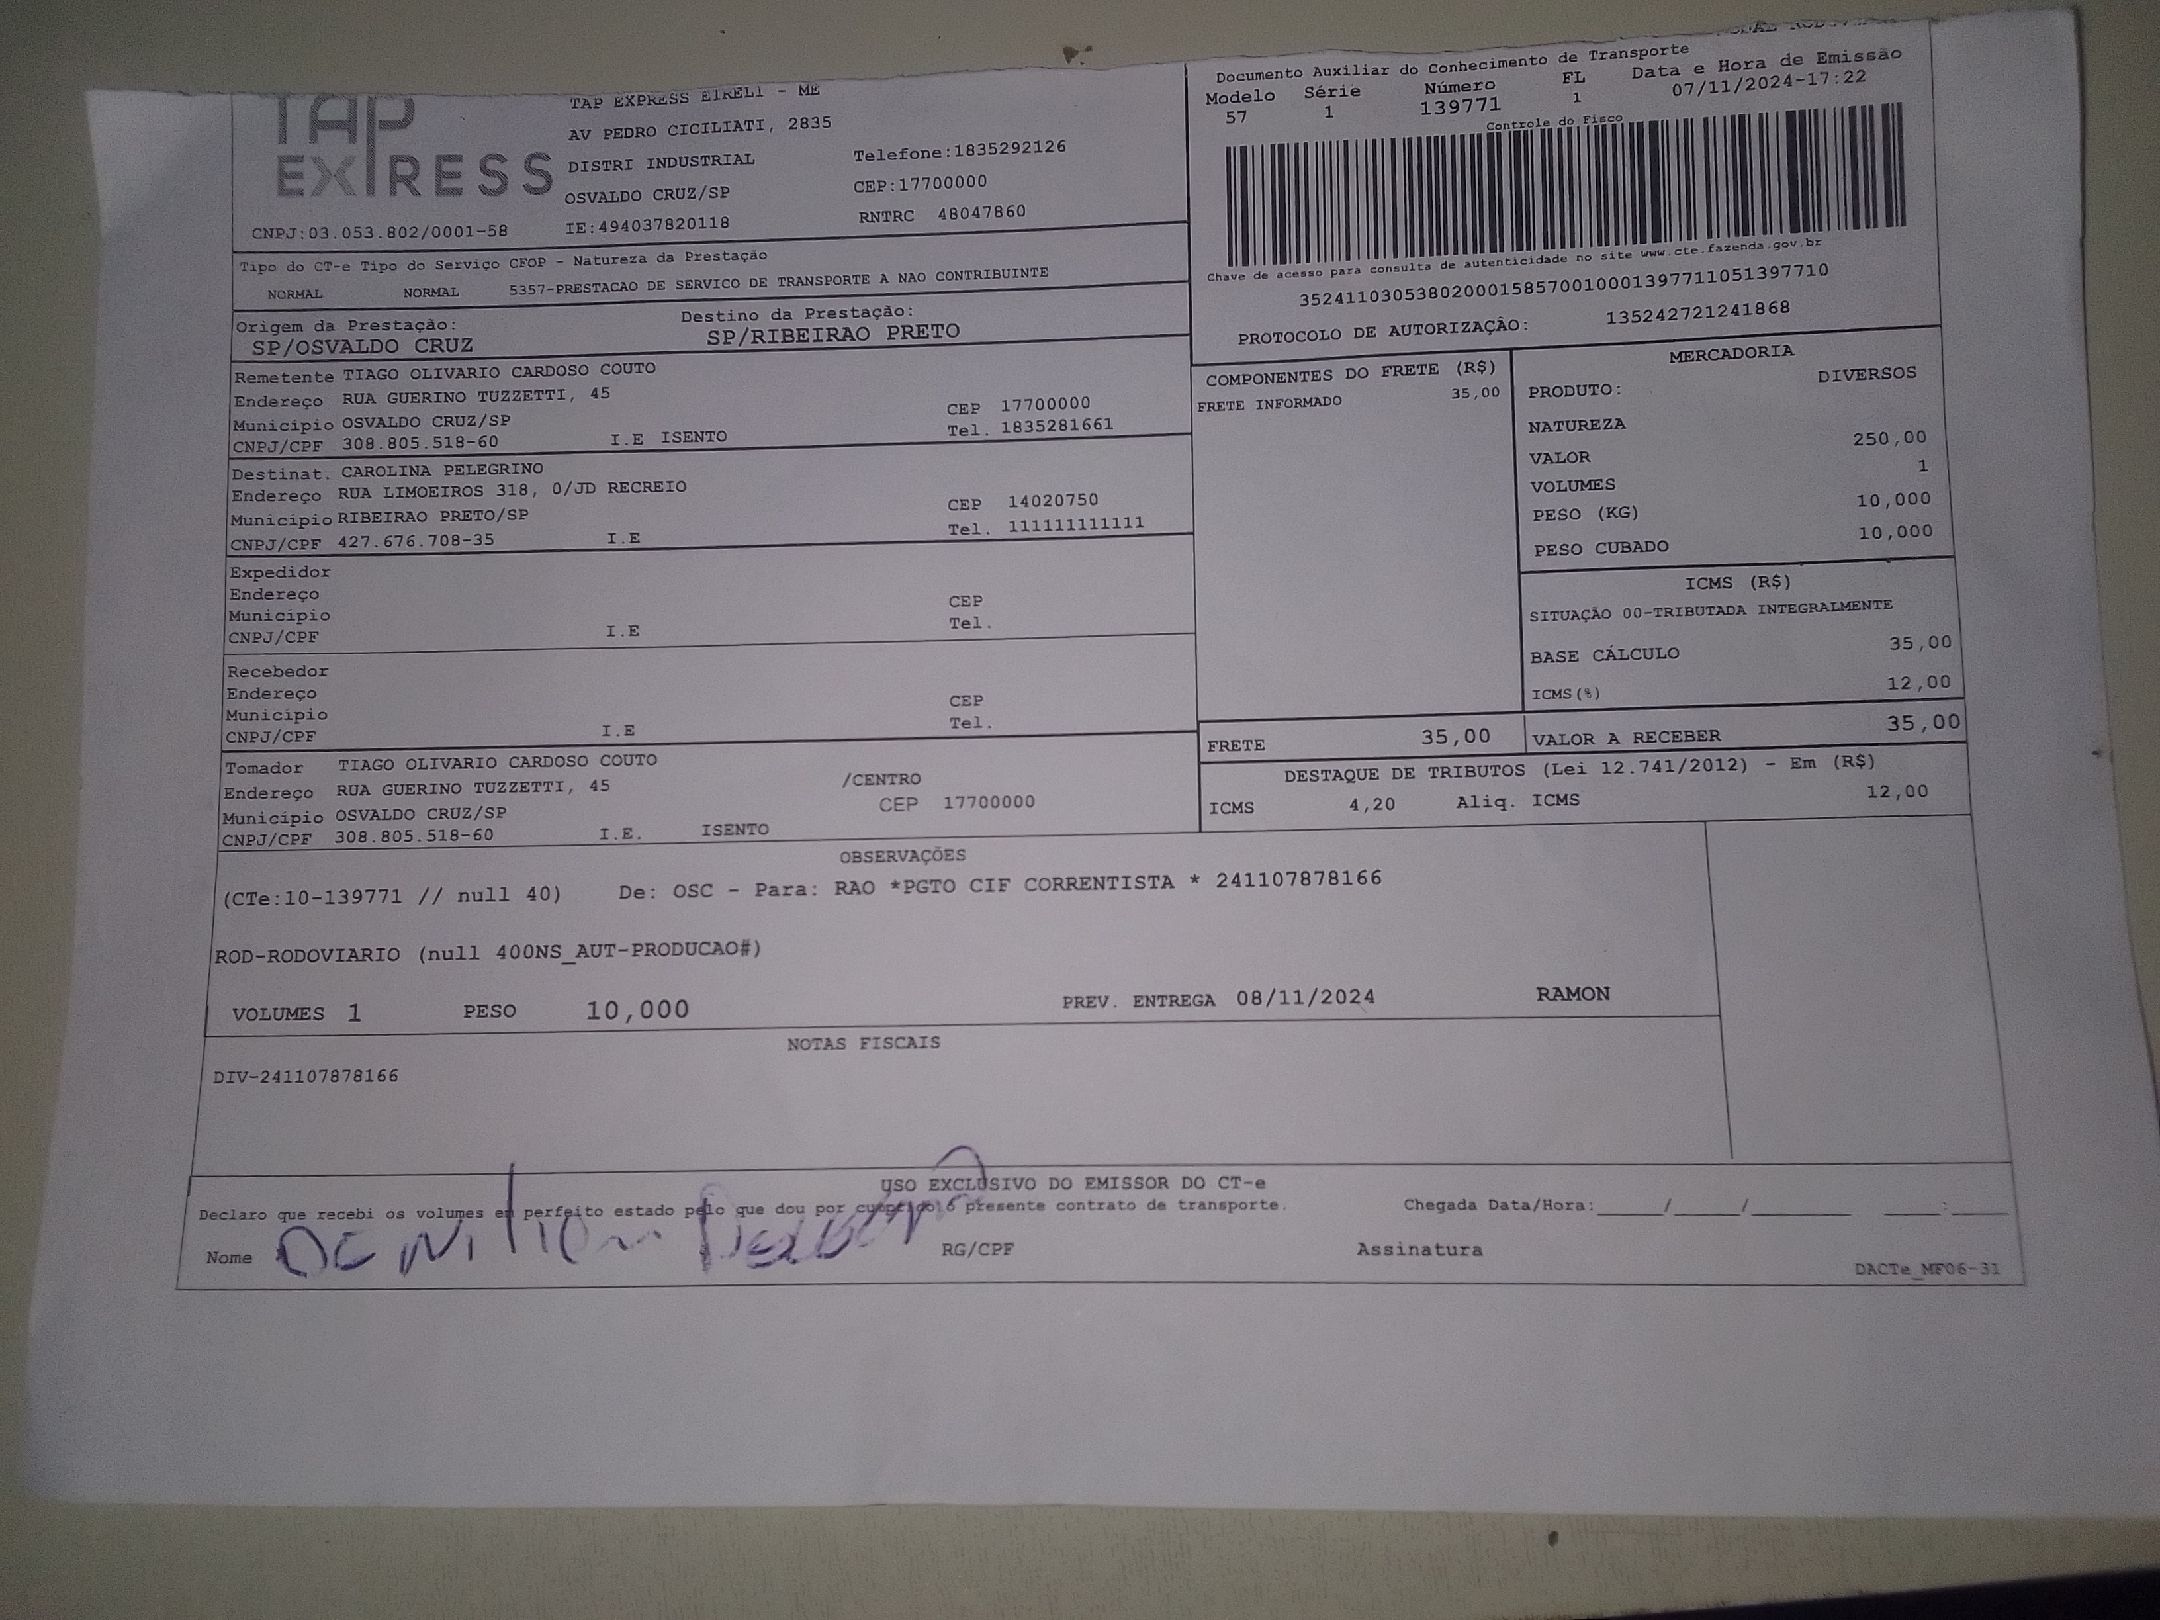 TAP
EXPRESS
TAP EXPRESS EIRELI - ME
AV PEDRO CICILIATI, 2835
DISTRI INDUSTRIAL Telefone:1835292126
OSVALDO CRUZ/SP CEP:17700000
CNPJ:03.053.802/0001-58 IE:494037820118 RNTRC 48047860
Documento Auxiliar do Conhecimento de Transporte
Modelo Série Número FL Data e Hora de Emissão
57 1 139771 1 07/11/2024-17:22
Controle do Fisco
Chave de acesso para consulta de autenticidade no site www.cte.fazenda.gov.br
35241103053802000158570010001397711051397710
PROTOCOLO DE AUTORIZAÇÃO: 135242721241868
Tipo do CT-e Tipo do Serviço CFOP - Natureza da Prestação
NORMAL NORMAL 5357-PRESTACAO DE SERVICO DE TRANSPORTE A NAO CONTRIBUINTE
Origem da Prestação: Destino da Prestação:
SP/OSVALDO CRUZ SP/RIBEIRAO PRETO
Remetente TIAGO OLIVARIO CARDOSO COUTO
Endereço RUA GUERINO TUZZETTI, 45
Município OSVALDO CRUZ/SP CEP 17700000
CNPJ/CPF 308.805.518-60 I.E ISENTO Tel. 1835281661
Destinat. CAROLINA PELEGRINO
Endereço RUA LIMOEIROS 318, 0/JD RECREIO
Município RIBEIRAO PRETO/SP CEP 14020750
CNPJ/CPF 427.676.708-35 I.E Tel. 111111111111
Expedidor
Endereço
Município CEP
CNPJ/CPF I.E Tel.
Recebedor
Endereço
Município CEP
CNPJ/CPF I.E Tel.
Tomador TIAGO OLIVARIO CARDOSO COUTO
Endereço RUA GUERINO TUZZETTI, 45 /CENTRO
Município OSVALDO CRUZ/SP CEP 17700000
CNPJ/CPF 308.805.518-60 I.E. ISENTO
COMPONENTES DO FRETE (R$)
FRETE INFORMADO 35,00
MERCADORIA
PRODUTO: DIVERSOS
NATUREZA
VALOR 250,00
VOLUMES 1
PESO (KG) 10,000
PESO CUBADO 10,000
ICMS (R$)
SITUAÇÃO 00-TRIBUTADA INTEGRALMENTE
BASE CÁLCULO 35,00
ICMS(%) 12,00
FRETE 35,00 VALOR A RECEBER 35,00
DESTAQUE DE TRIBUTOS (Lei 12.741/2012) - Em (R$)
ICMS 4,20 Aliq. ICMS 12,00
OBSERVAÇÕES
(CTe:10-139771 // null 40) De: OSC - Para: RAO *PGTO CIF CORRENTISTA * 241107878166
ROD-RODOVIARIO (null 400NS_AUT-PRODUCAO#)
VOLUMES 1 PESO 10,000 PREV. ENTREGA 08/11/2024 RAMON
NOTAS FISCAIS
DIV-241107878166
USO EXCLUSIVO DO EMISSOR DO CT-e
Declaro que recebi os volumes em perfeito estado pelo que dou por cumprido o presente contrato de transporte. Chegada Data/Hora:_____/_____/_______ ____:____
Nome RG/CPF Assinatura
DACTe_MF06-31